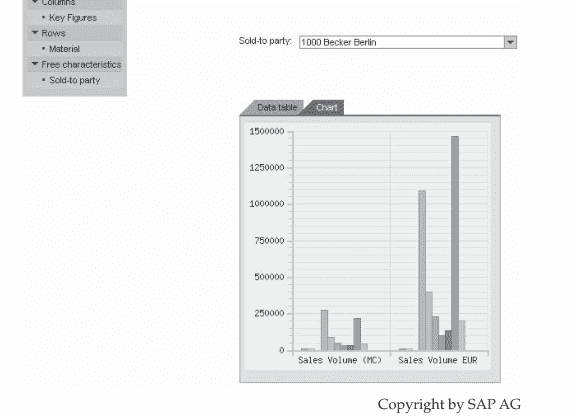 Columns
• Key Figures
Rows
• Material
Free characteristics
• Sold-to party
Sold-to party: 1000 Becker Berlin
Data table Chart
1500000
1250000
1000000
750000
500000
250000
0
Sales Volume (MC) Sales Volume EUR
Copyright by SAP AG